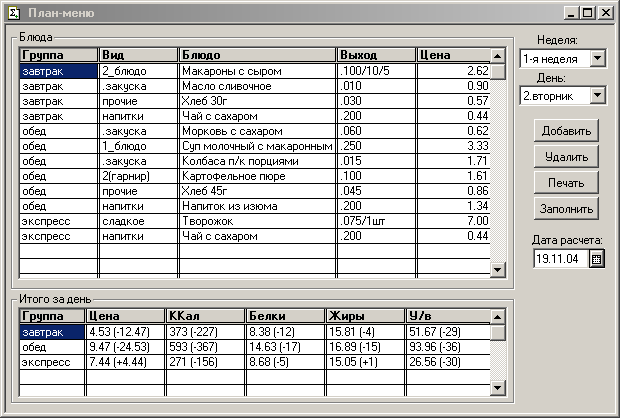 План-меню
Блюда
Группа Вид Блюдо Выход Цена
завтрак 2_блюдо Макароны с сыром .100/10/5 2.62
завтрак .закуска Масло сливочное .010 0.90
завтрак прочие Хлеб 30г .030 0.57
завтрак напитки Чай с сахаром .200 0.44
обед .закуска Морковь с сахаром .060 0.62
обед 1_блюдо Суп молочный с макаронным .250 3.33
обед .закуска Колбаса п/к порциями .015 1.71
обед 2(гарнир) Картофельное пюре .100 1.61
обед прочие Хлеб 45г .045 0.86
обед напитки Напиток из изюма .200 1.34
экспресс сладкое Творожок .075/1шт 7.00
экспресс напитки Чай с сахаром .200 0.44
Неделя:
1-я неделя
День:
2.вторник
Добавить
Удалить
Печать
Заполнить
Дата расчета:
19.11.04
Итого за день
Группа Цена ККал Белки Жиры У/в
завтрак 4.53 (-12.47) 373 (-227) 8.38 (-12) 15.81 (-4) 51.67 (-29)
обед 9.47 (-24.53) 593 (-367) 14.63 (-17) 16.89 (-15) 93.96 (-36)
экспресс 7.44 (+4.44) 271 (-156) 8.68 (-5) 15.05 (+1) 26.56 (-30)